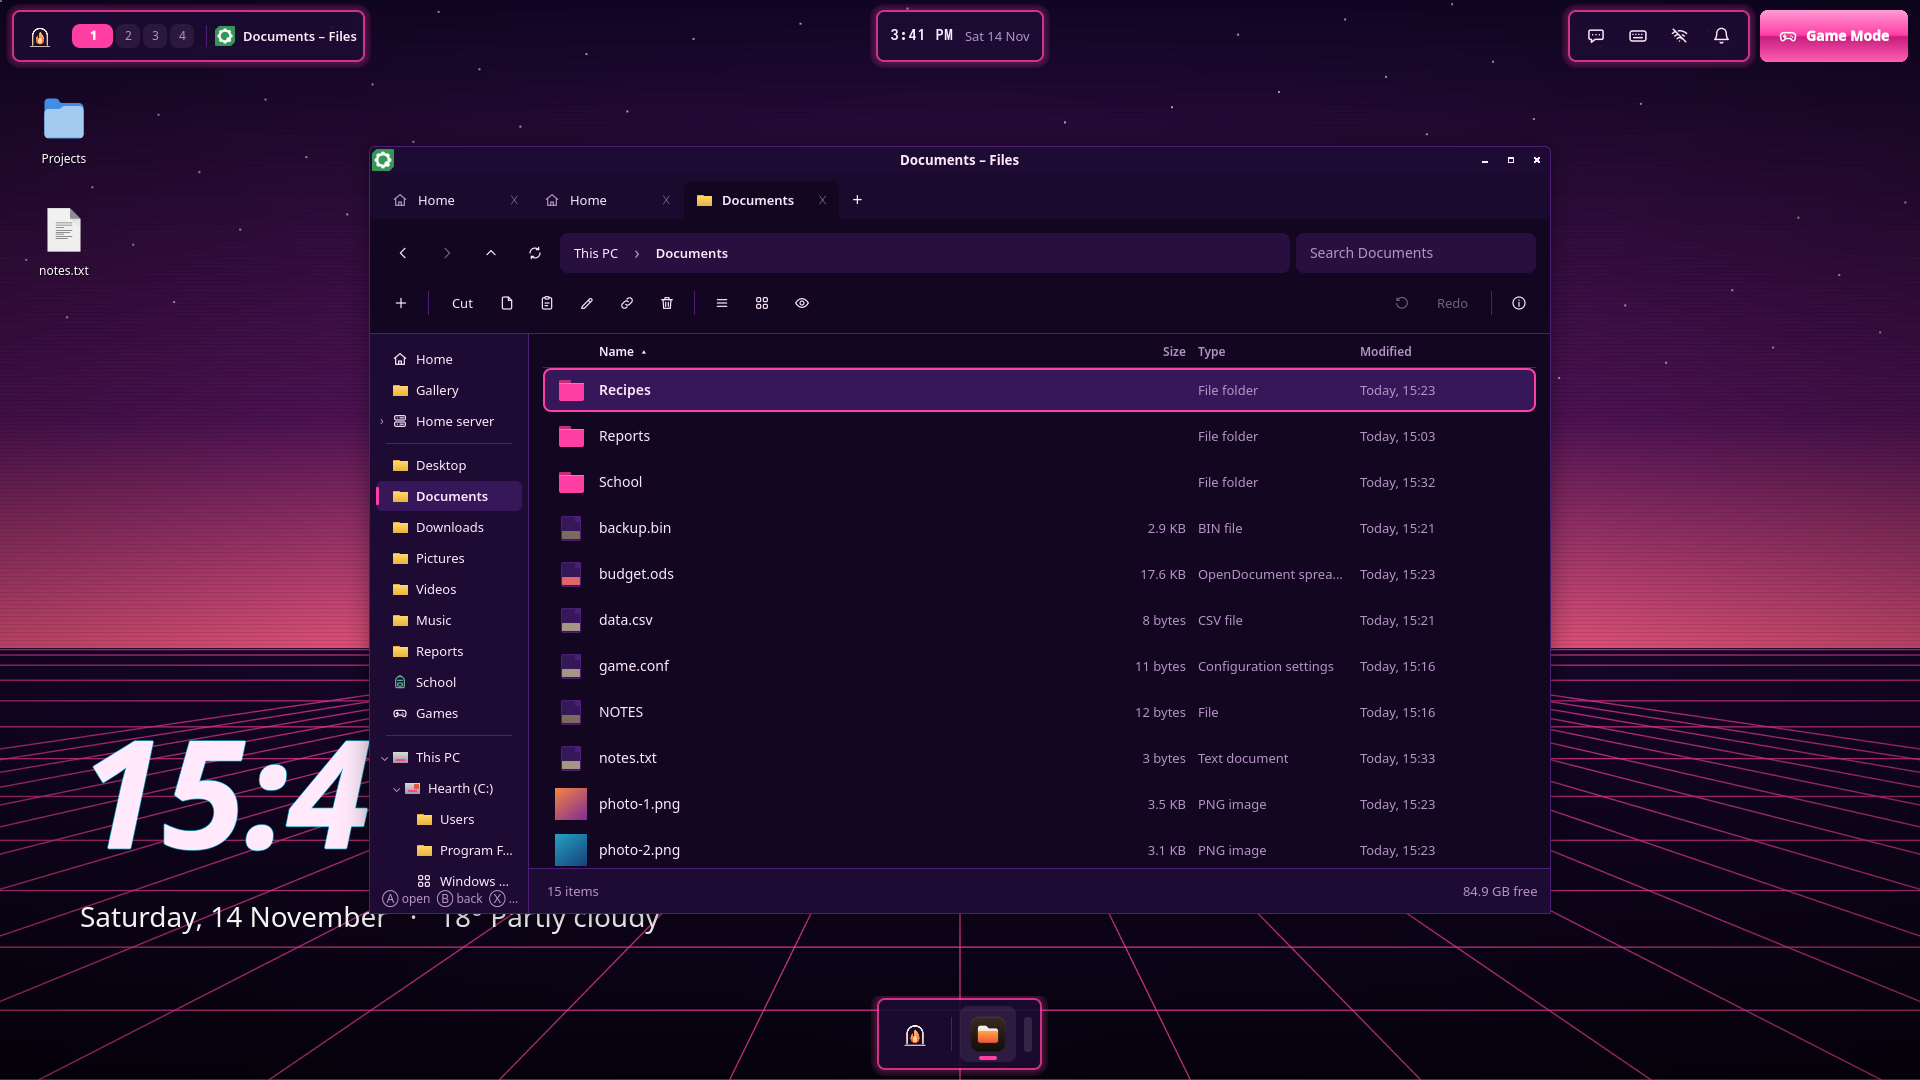 1 2 3 4 Documents – Files
3:41 PM Sat 14 Nov
Game Mode
Projects
notes.txt
Documents – Files
Home X Home X Documents X +
This PC › Documents
Search Documents
Cut
Redo
Home
Gallery
Home server
Desktop
Documents
Downloads
Pictures
Videos
Music
Reports
School
Games
This PC
Hearth (C:)
Users
Program F...
Windows ...
A open B back X ...
Name Size Type Modified
Recipes File folder Today, 15:23
Reports File folder Today, 15:03
School File folder Today, 15:32
backup.bin 2.9 KB BIN file Today, 15:21
budget.ods 17.6 KB OpenDocument sprea... Today, 15:23
data.csv 8 bytes CSV file Today, 15:21
game.conf 11 bytes Configuration settings Today, 15:16
NOTES 12 bytes File Today, 15:16
notes.txt 3 bytes Text document Today, 15:33
photo-1.png 3.5 KB PNG image Today, 15:23
photo-2.png 3.1 KB PNG image Today, 15:23
15 items 84.9 GB free
15:4
Saturday, 14 November · 18° Partly cloudy